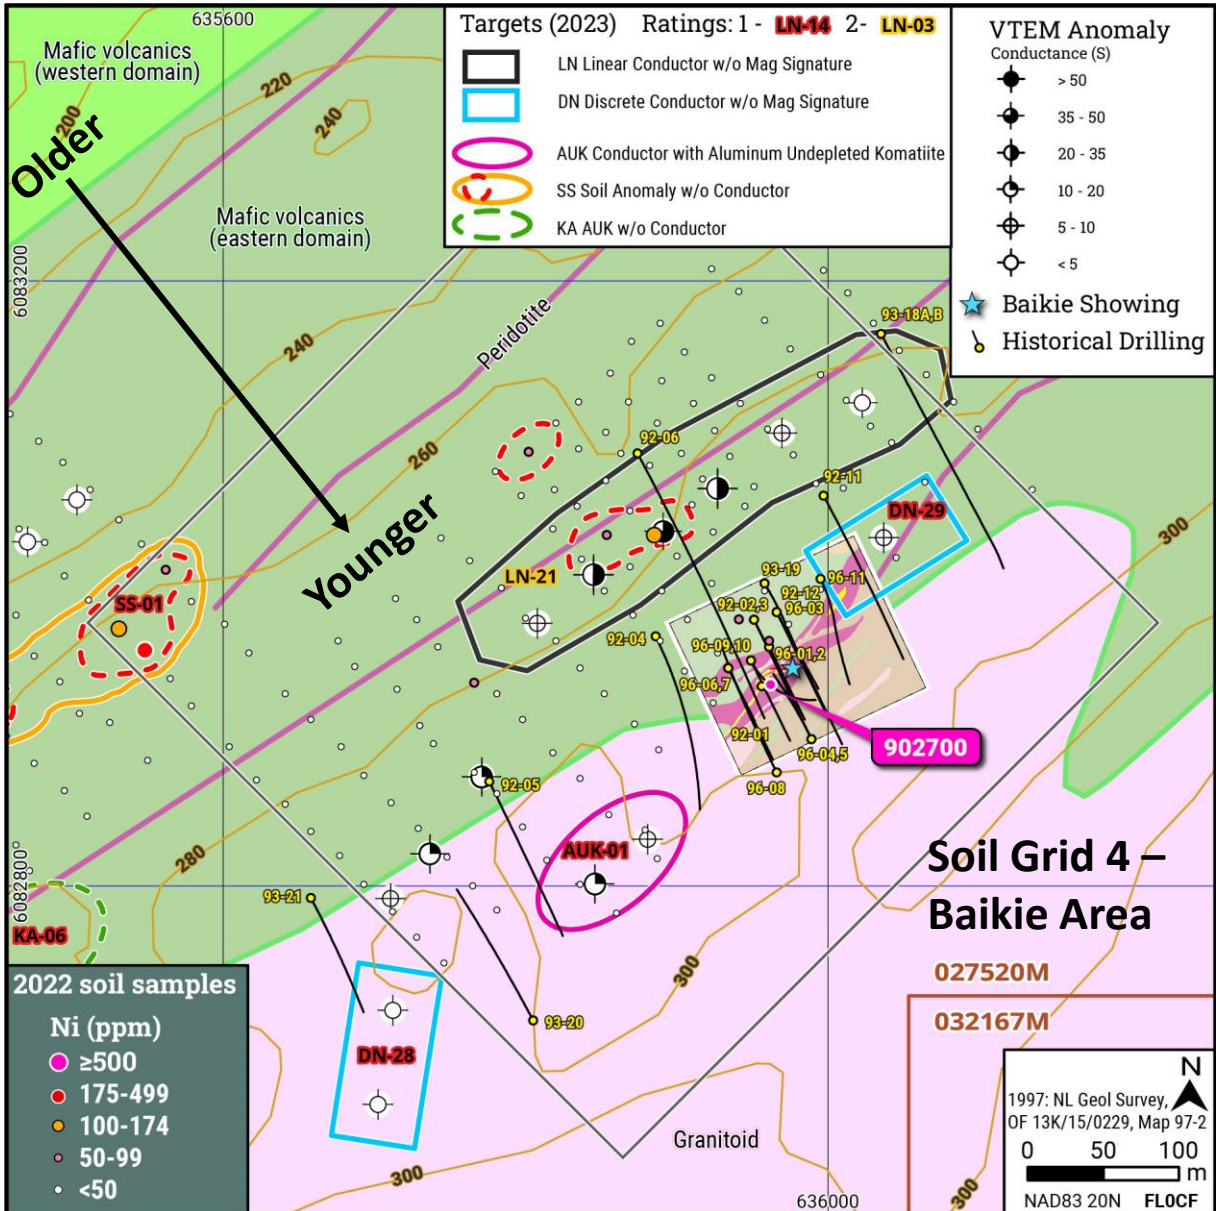 635600
Mafic volcanics
(western domain)
220
200
240
Older
Mafic volcanics
(eastern domain)
6083200
240
Peridotite
260
Younger
Targets (2023) Ratings: 1 - LN-14 2- LN-03
LN Linear Conductor w/o Mag Signature
DN Discrete Conductor w/o Mag Signature
AUK Conductor with Aluminum Undepleted Komatiite
SS Soil Anomaly w/o Conductor
KA AUK w/o Conductor
VTEM Anomaly
Conductance (S)
> 50
35 - 50
20 - 35
10 - 20
5 - 10
< 5
Baikie Showing
Historical Drilling
93-18A,B
92-06
92-11
DN-29
300
LN-21
SS-01
93-19
96-11
92-12
92-02,3
96-03
92-04
96-09,10
96-01,2
96-06,7
92-01
96-04,5
902700
96-08
92-05
AUK-01
280
6082800
93-21
KA-06
Soil Grid 4 –
Baikie Area
300
027520M
032167M
93-20
DN-28
Granitoid
300
636000
300
2022 soil samples
Ni (ppm)
≥500
175-499
100-174
50-99
<50
N
1997: NL Geol Survey,
OF 13K/15/0229, Map 97-2
0 50 100
m
NAD83 20N FL0CF